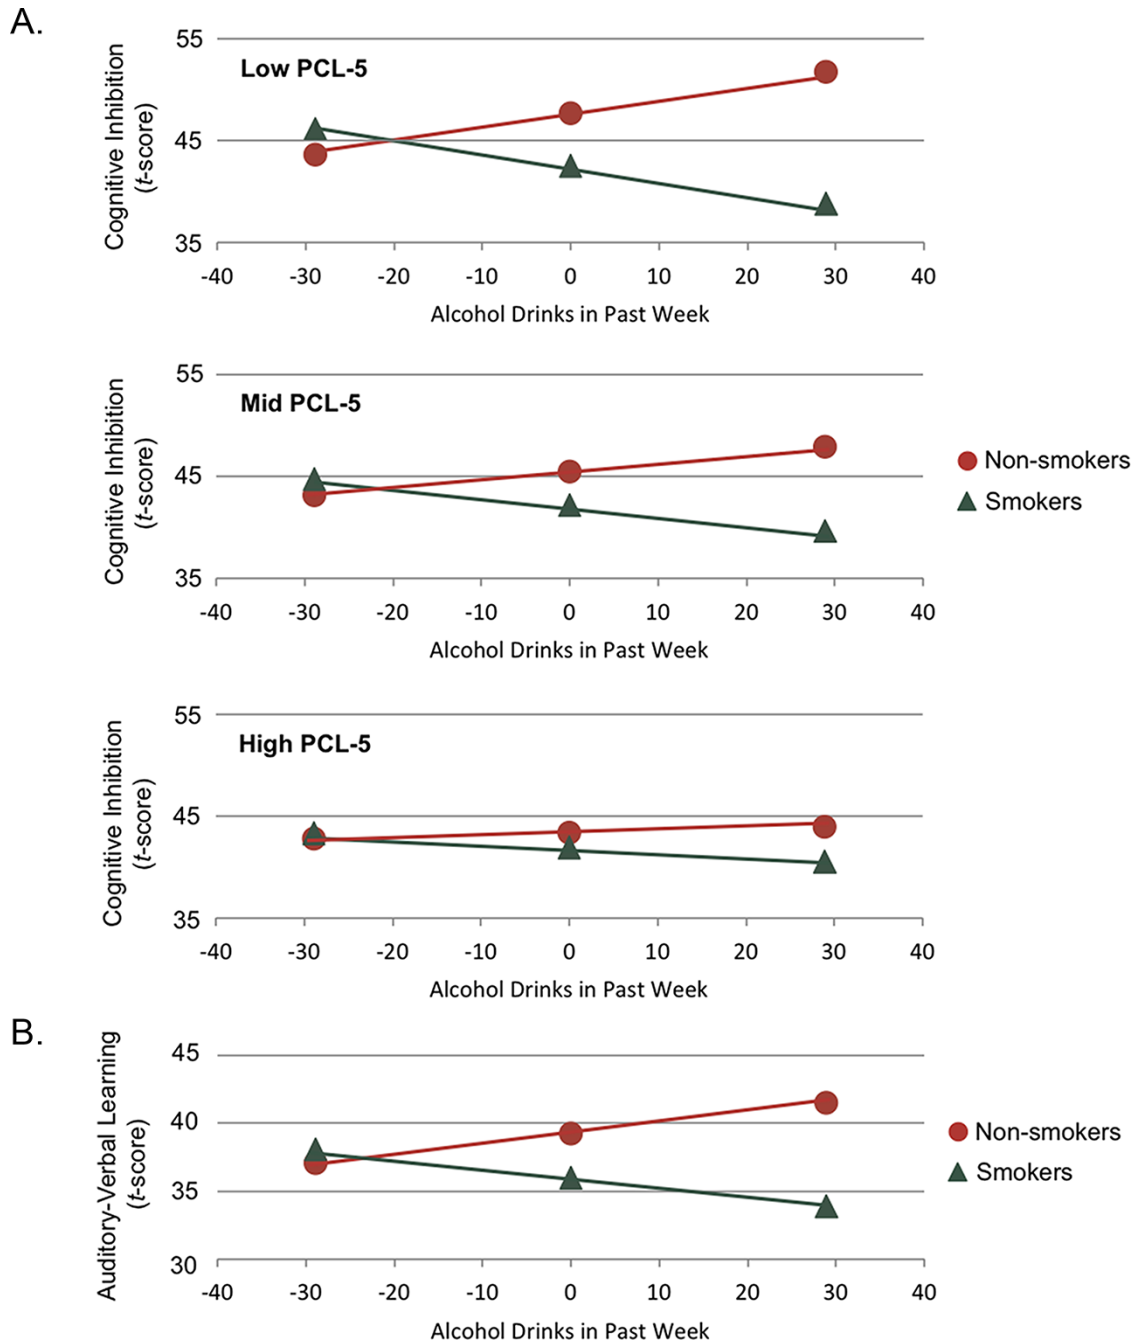 A.
55
Low PCL-5
45
35
Cognitive Inhibition
(t-score)
-40 -30 -20 -10 0 10 20 30 40
Alcohol Drinks in Past Week
55
Mid PCL-5
45
35
Cognitive Inhibition
(t-score)
-40 -30 -20 -10 0 10 20 30 40
Alcohol Drinks in Past Week
Non-smokers
Smokers
55
High PCL-5
45
35
Cognitive Inhibition
(t-score)
-40 -30 -20 -10 0 10 20 30 40
Alcohol Drinks in Past Week
B.
45
40
35
30
Auditory-Verbal Learning
(t-score)
-40 -30 -20 -10 0 10 20 30 40
Alcohol Drinks in Past Week
Non-smokers
Smokers